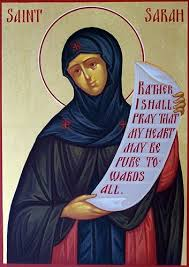 SAINT SARAH
RATHER
I SHALL
PRAY THAT
MY HEART
MAY BE
PURE TO-
WARDS
ALL.